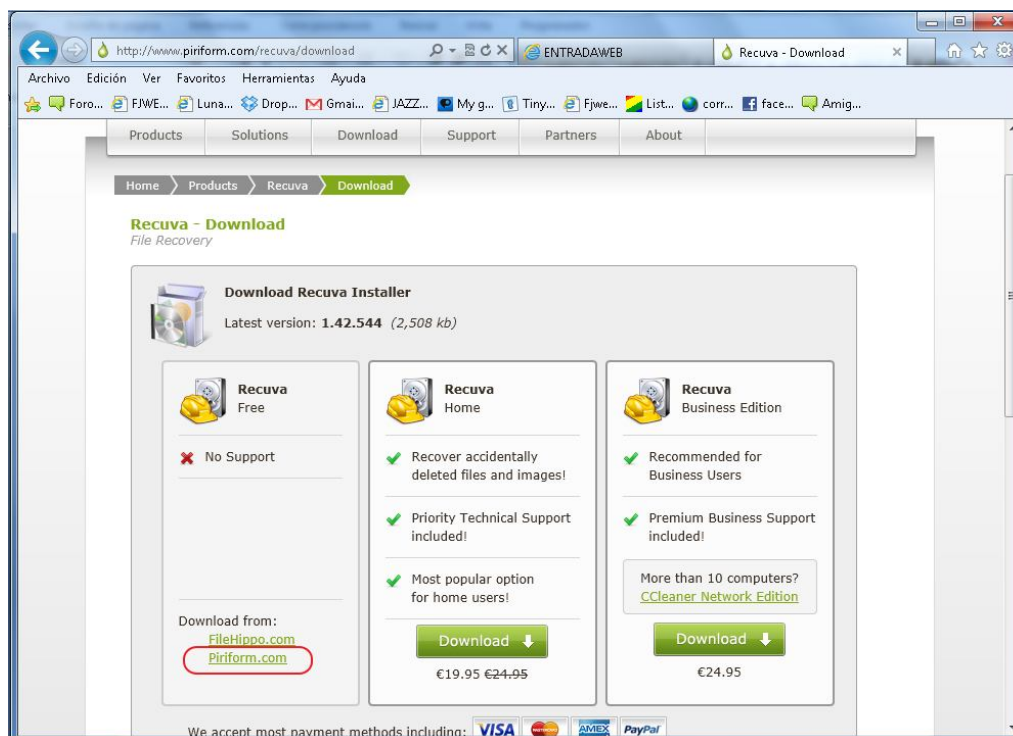 http://www.piriform.com/recuva/download
ENTRADAWEB
Recuva - Download
Archivo Edición Ver Favoritos Herramientas Ayuda
Foro... FJWE... Luna... Drop... Gmai... JAZZ... My g... Tiny... Fjwe... List... corr... face... Amig...
Products Solutions Download Support Partners About
Home Products Recuva Download
Recuva - Download
File Recovery
Download Recuva Installer
Latest version: 1.42.544 (2,508 kb)
Recuva
Free
No Support
Download from:
FileHippo.com
Piriform.com
Recuva
Home
Recover accidentally
deleted files and images!
Priority Technical Support
included!
Most popular option
for home users!
Download
€19.95 €24.95
Recuva
Business Edition
Recommended for
Business Users
Premium Business Support
included!
More than 10 computers?
CCleaner Network Edition
Download
€24.95
We accept most payment methods including: VISA AMEX PayPal